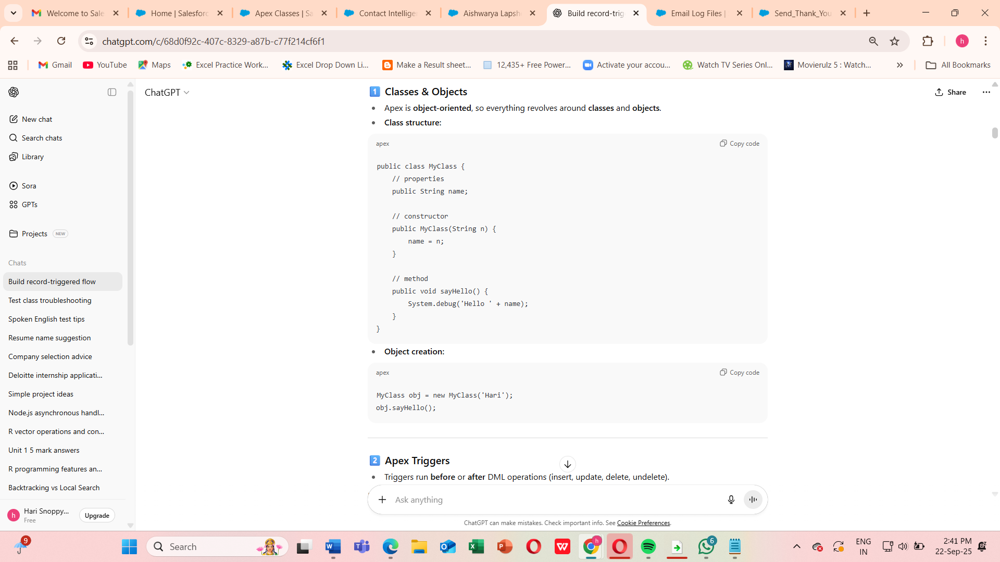 Welcome to Sale
Home | Salesforc
Apex Classes | Sa
Contact Intellige
Aishwarya Lapsh
Build record-trig
Email Log Files |
Send_Thank_You
chatgpt.com/c/68d0f92c-407c-8329-a87b-c77f214cf6f1
h
Gmail
YouTube
Maps
Excel Practice Work...
Excel Drop Down Li...
Make a Result sheet...
12,435+ Free Power...
Activate your accou...
Watch TV Series Onl...
Movierulz 5 : Watch...
All Bookmarks
ChatGPT
Share
New chat
Search chats
Library
Sora
GPTs
Projects NEW
Chats
Build record-triggered flow
Test class troubleshooting
Spoken English test tips
Resume name suggestion
Company selection advice
Deloitte internship applicati...
Simple project ideas
Node.js asynchronous handl...
R vector operations and con...
Unit 1 5 mark answers
R programming features an...
Backtracking vs Local Search
h
Hari Snoppy...
Free
Upgrade
1 Classes & Objects
• Apex is object-oriented, so everything revolves around classes and objects.
• Class structure:
apex
Copy code
public class MyClass {
// properties
public String name;
// constructor
public MyClass(String n) {
name = n;
}
// method
public void sayHello() {
System.debug('Hello ' + name);
}
}
• Object creation:
apex
Copy code
MyClass obj = new MyClass('Hari');
obj.sayHello();
2 Apex Triggers
• Triggers run before or after DML operations (insert, update, delete, undelete).
Ask anything
ChatGPT can make mistakes. Check important info. See Cookie Preferences.
9
Search
h
6
ENG
IN
2:41 PM
22-Sep-25